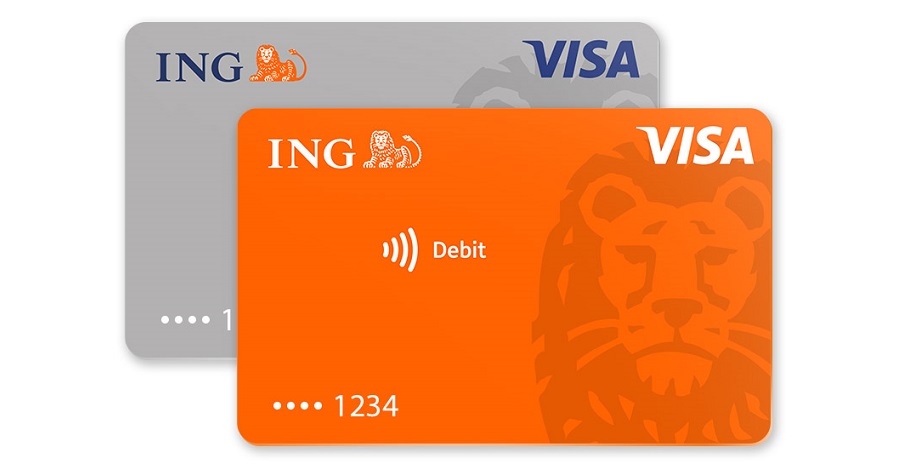 ING VISA
•••• 1
ING VISA
Debit
•••• 1234